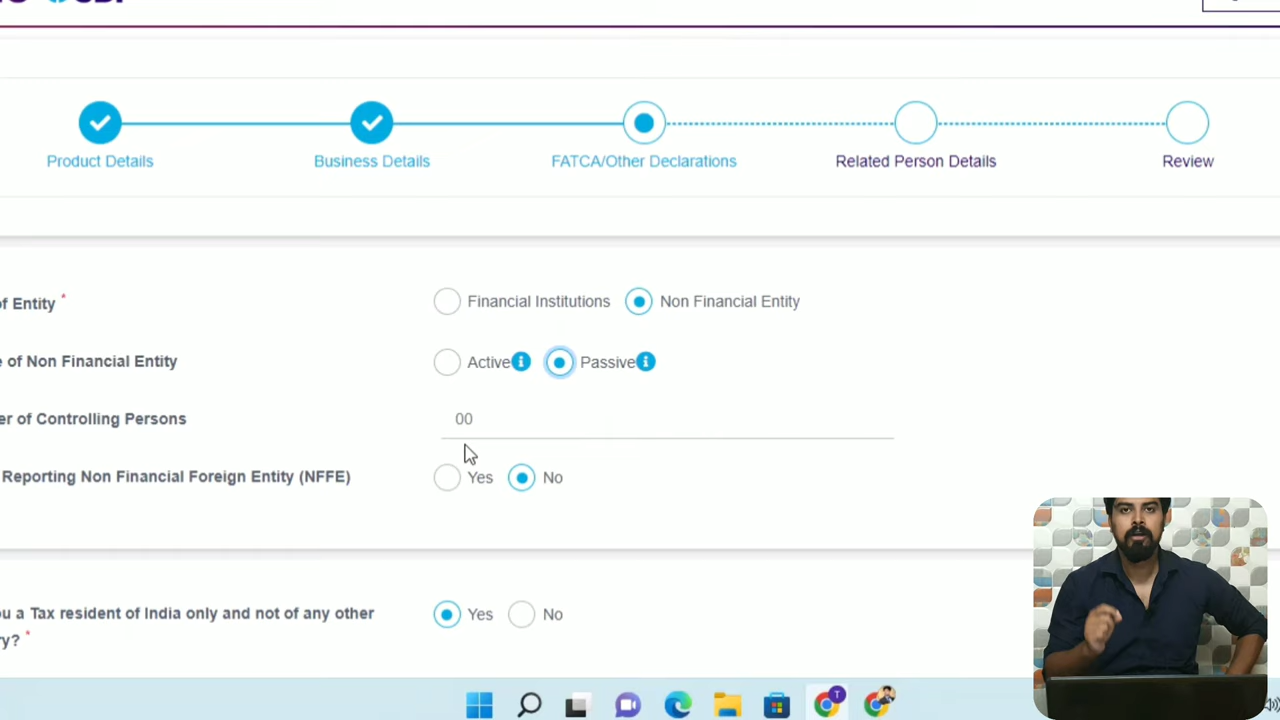 Product Details
Business Details
FATCA/Other Declarations
Related Person Details
Review
of Entity *
Financial Institutions
Non Financial Entity
e of Non Financial Entity
Active
Passive
er of Controlling Persons
00
Reporting Non Financial Foreign Entity (NFFE)
Yes
No
ou a Tax resident of India only and not of any other
ry? *
Yes
No
T